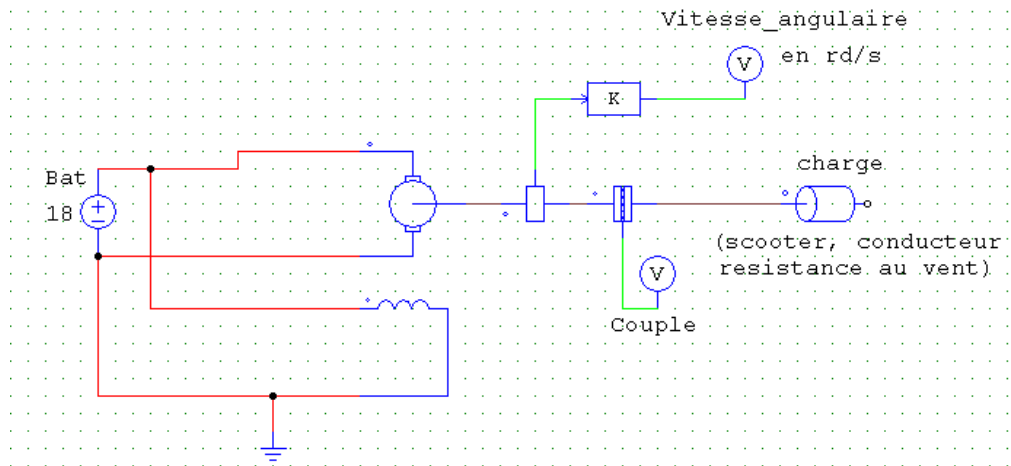 Vitesse_angulaire
en rd/s
V
K
Bat
18
charge
(scooter, conducteur
resistance au vent)
V
Couple